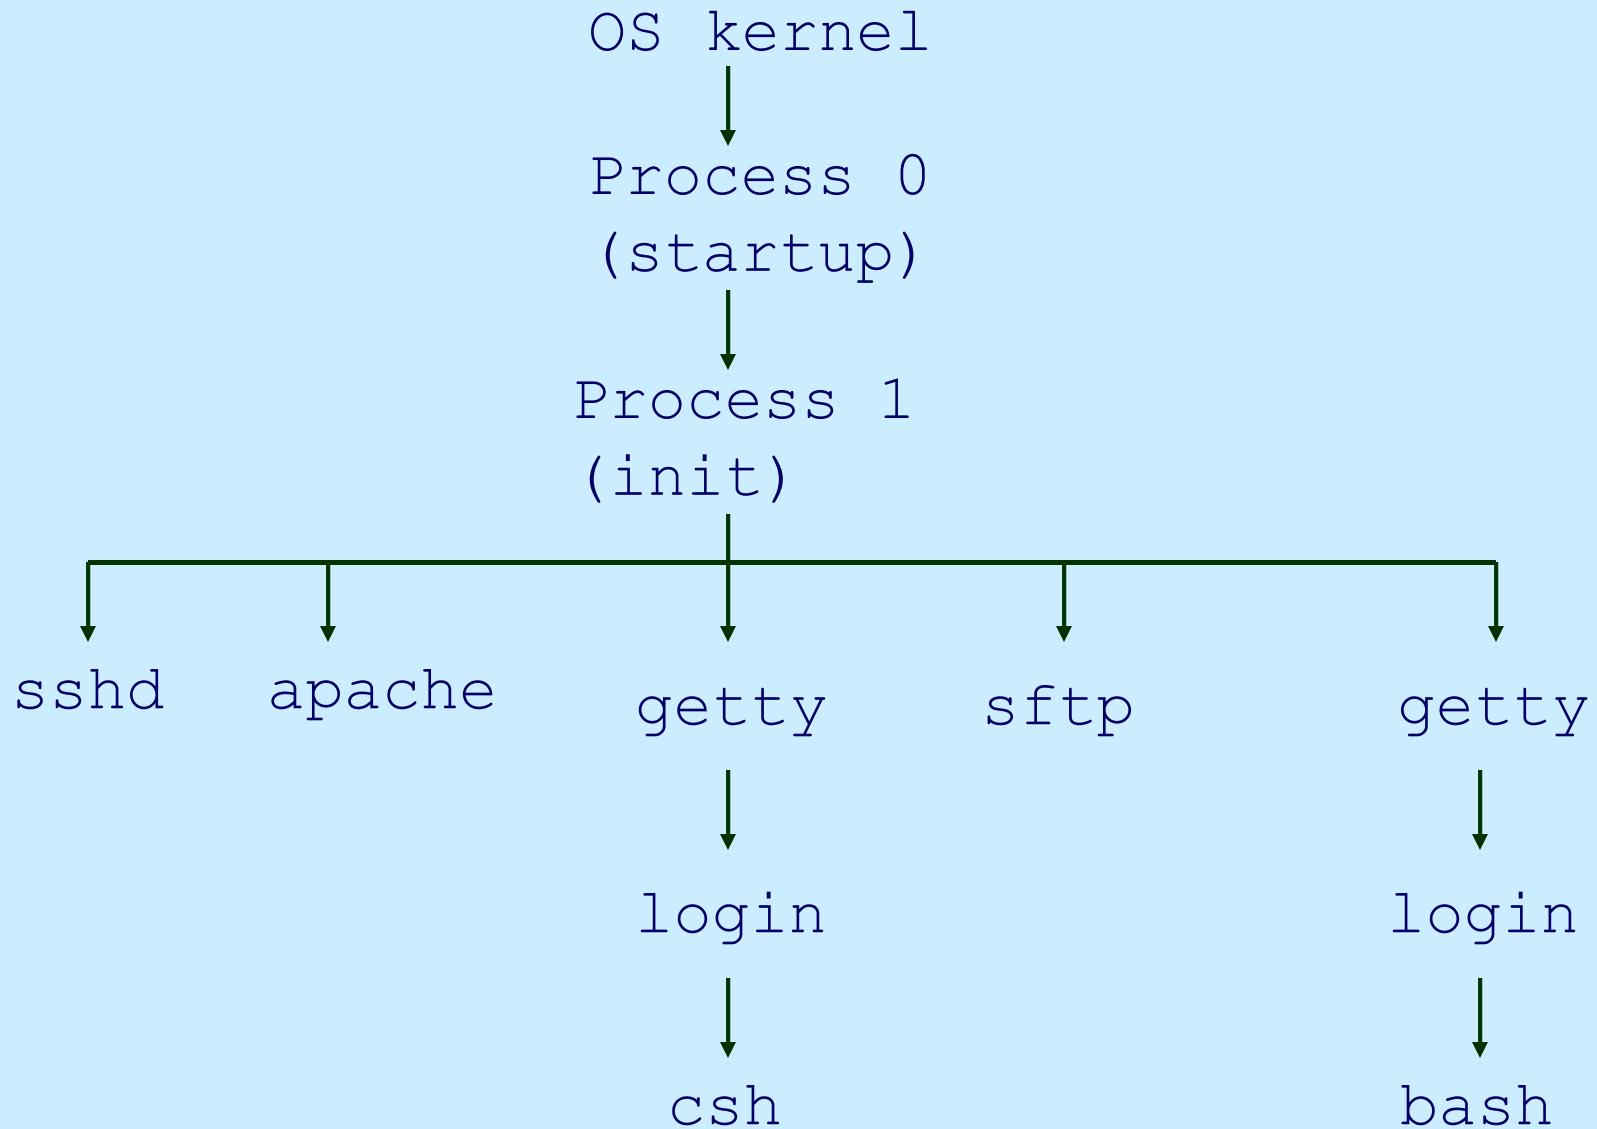 OS kernel
Process 0
(startup)
Process 1
(init)
sshd apache getty sftp getty
login login
csh bash